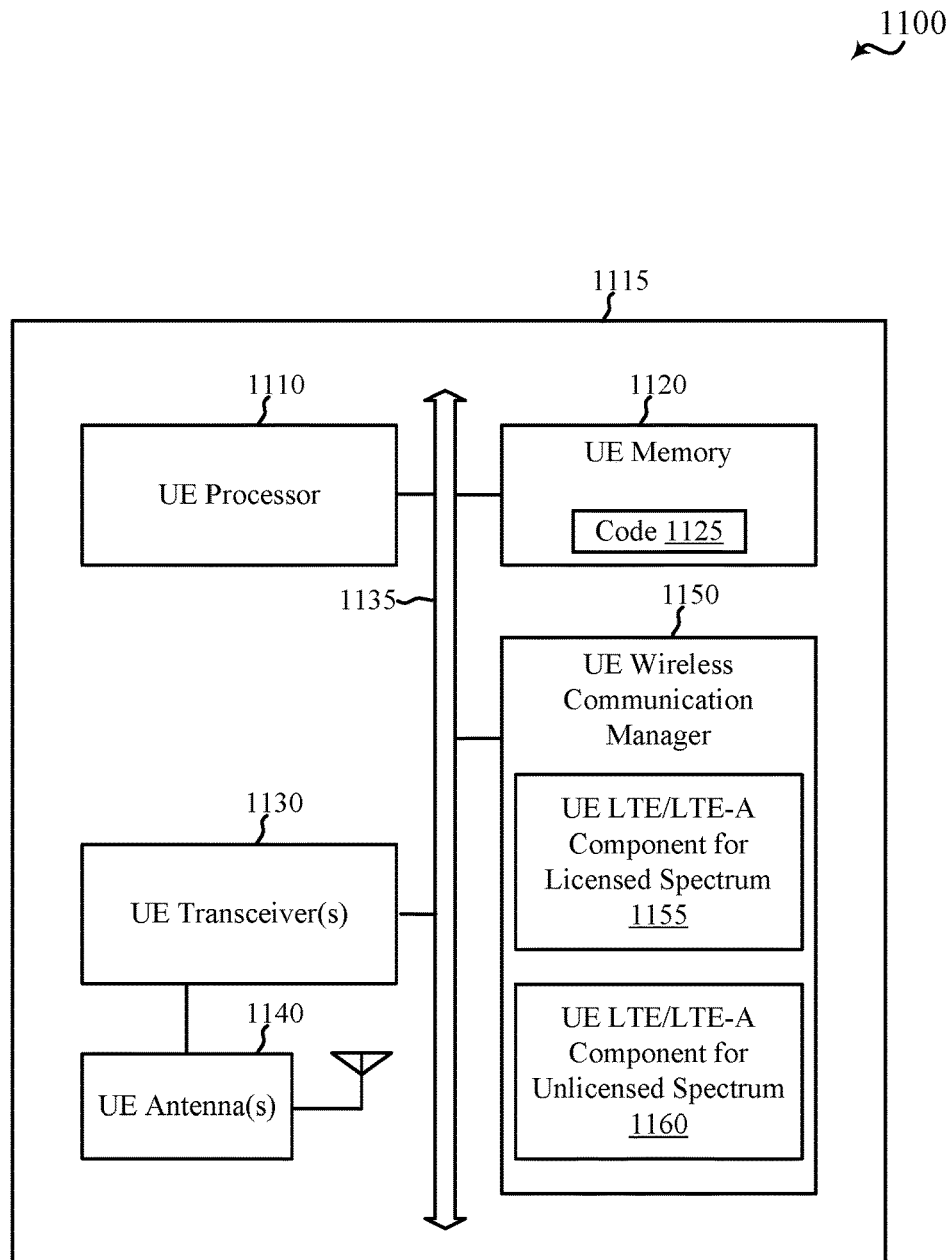 1100
1115
1110
1120
UE Processor
UE Memory
Code 1125
1135
1150
UE Wireless
Communication
Manager
UE LTE/LTE-A
Component for
Licensed Spectrum
1155
1130
UE Transceiver(s)
UE LTE/LTE-A
Component for
Unlicensed Spectrum
1160
1140
UE Antenna(s)